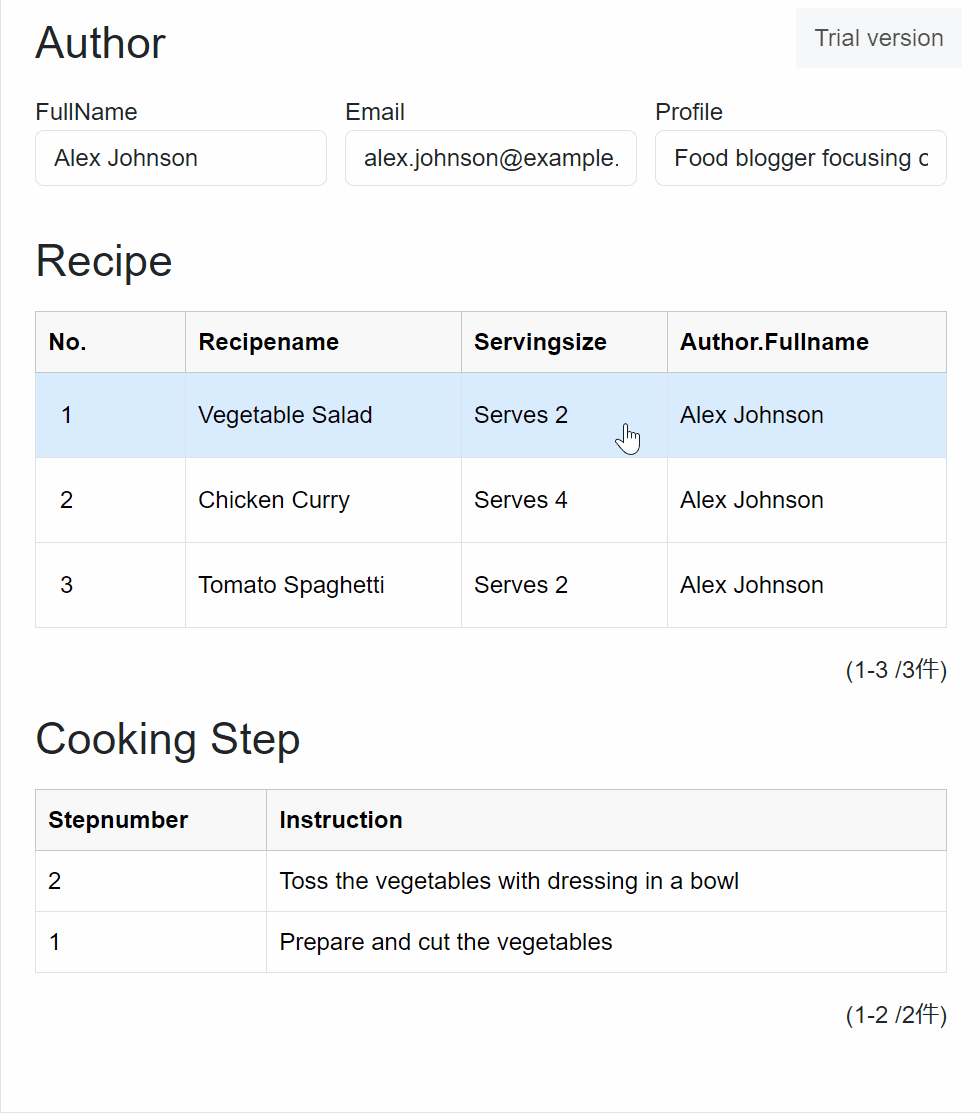 Author
Trial version
FullName Email Profile
Alex Johnson alex.johnson@example. Food blogger focusing
Recipe
No. Recipename Servingsize Author.Fullname
1 Vegetable Salad Serves 2 Alex Johnson
2 Chicken Curry Serves 4 Alex Johnson
3 Tomato Spaghetti Serves 2 Alex Johnson
(1-3 /3件)
Cooking Step
Stepnumber Instruction
2 Toss the vegetables with dressing in a bowl
1 Prepare and cut the vegetables
(1-2 /2件)